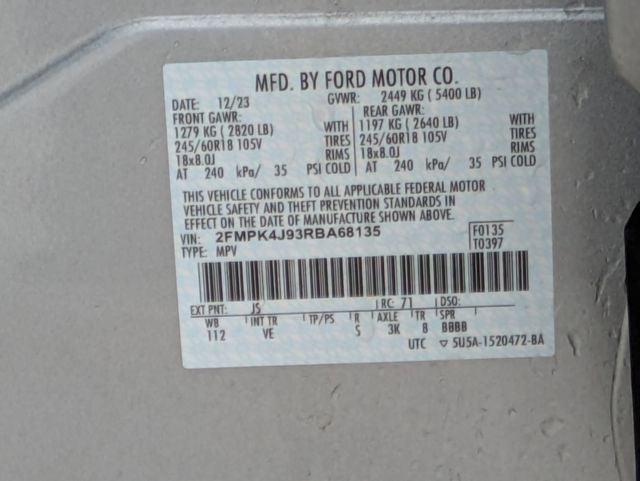 MFD. BY FORD MOTOR CO.
DATE: 12/23 GVWR: 2449 KG ( 5400 LB)
FRONT GAWR: REAR GAWR:
1279 KG ( 2820 LB) WITH 1197 KG ( 2640 LB) WITH
245/60R18 105V TIRES 245/60R18 105V TIRES
18x8.0J RIMS 18x8.0J RIMS
AT 240 kPa/ 35 PSI COLD AT 240 kPa/ 35 PSI COLD
THIS VEHICLE CONFORMS TO ALL APPLICABLE FEDERAL MOTOR
VEHICLE SAFETY AND THEFT PREVENTION STANDARDS IN
EFFECT ON THE DATE OF MANUFACTURE SHOWN ABOVE.
VIN: 2FMPK4J93RBA68135 F0135
TYPE: MPV T0397
EXT PNT: JS RC: 71 DSO:
WB INT TR TP/PS R AXLE TR SPR
112 VE S 3K 8 BBBB
UTC ▽ 5U5A-1520472-BA